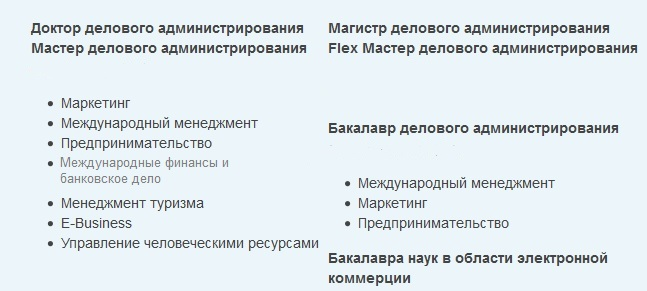 Доктор делового администрирования
Мастер делового администрирования
Маркетинг
Международный менеджмент
Предпринимательство
Международные финансы и
банковское дело
Менеджмент туризма
E-Business
Управление человеческими ресурсами
Магистр делового администрирования
Flex Мастер делового администрирования
Бакалавр делового администрирования
Международный менеджмент
Маркетинг
Предпринимательство
Бакалавра наук в области электронной
коммерции